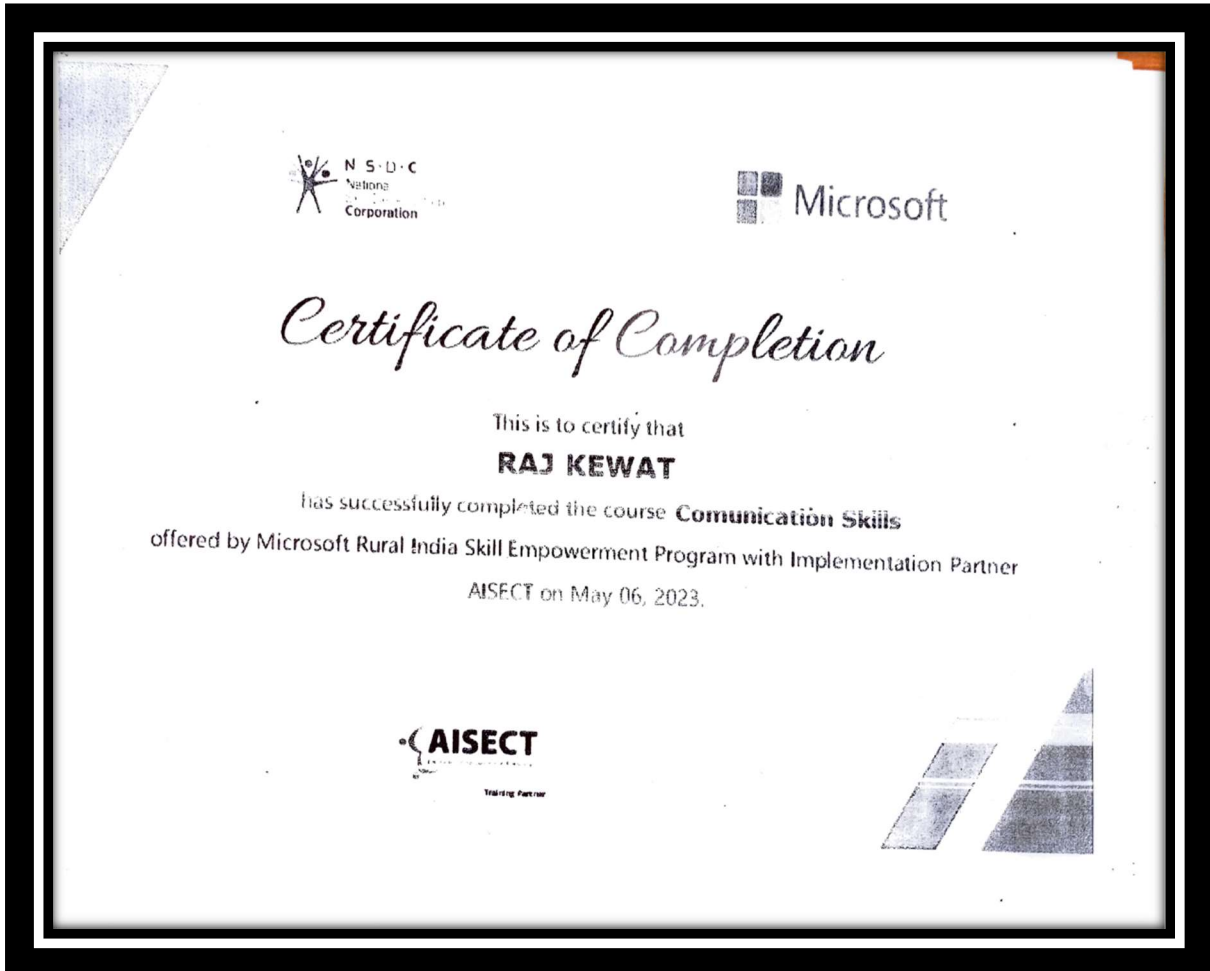 N S · D · C
National
Corporation
Microsoft
Certificate of Completion
This is to certify that
RAJ KEWAT
has successfully completed the course Comunication Skills
offered by Microsoft Rural India Skill Empowerment Program with Implementation Partner
AISECT on May 06, 2023.
AISECT
Training Partner